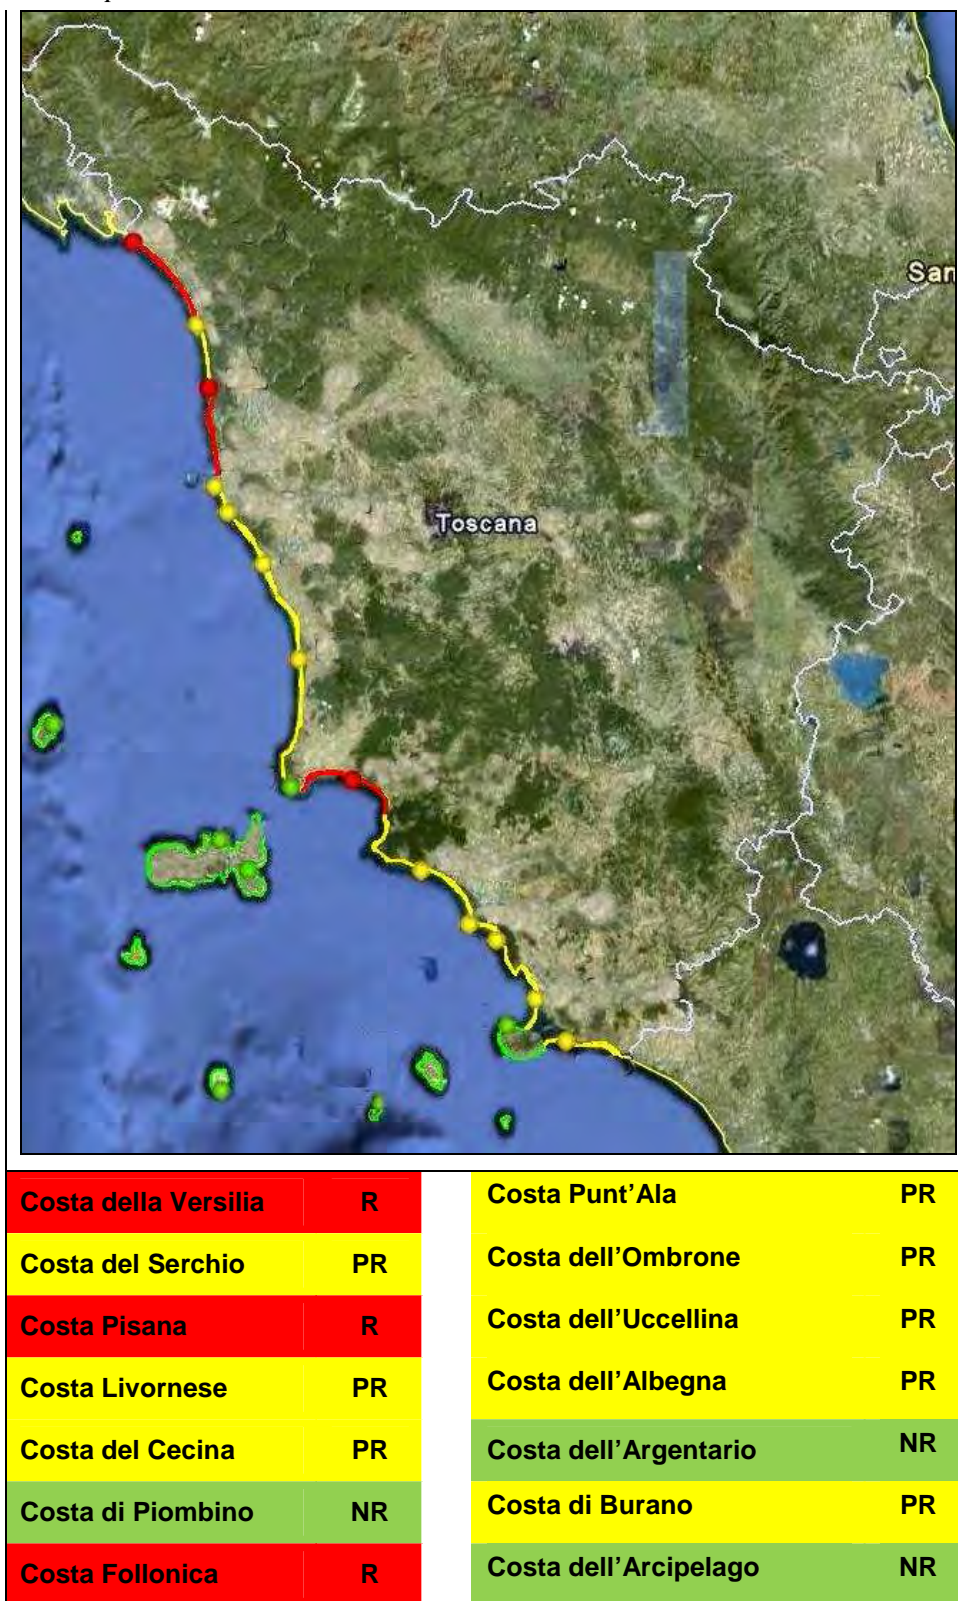 San
Toscana
Costa della Versilia R
Costa del Serchio PR
Costa Pisana R
Costa Livornese PR
Costa del Cecina PR
Costa di Piombino NR
Costa Follonica R
Costa Punt’Ala PR
Costa dell’Ombrone PR
Costa dell’Uccellina PR
Costa dell’Albegna PR
Costa dell’Argentario NR
Costa di Burano PR
Costa dell’Arcipelago NR